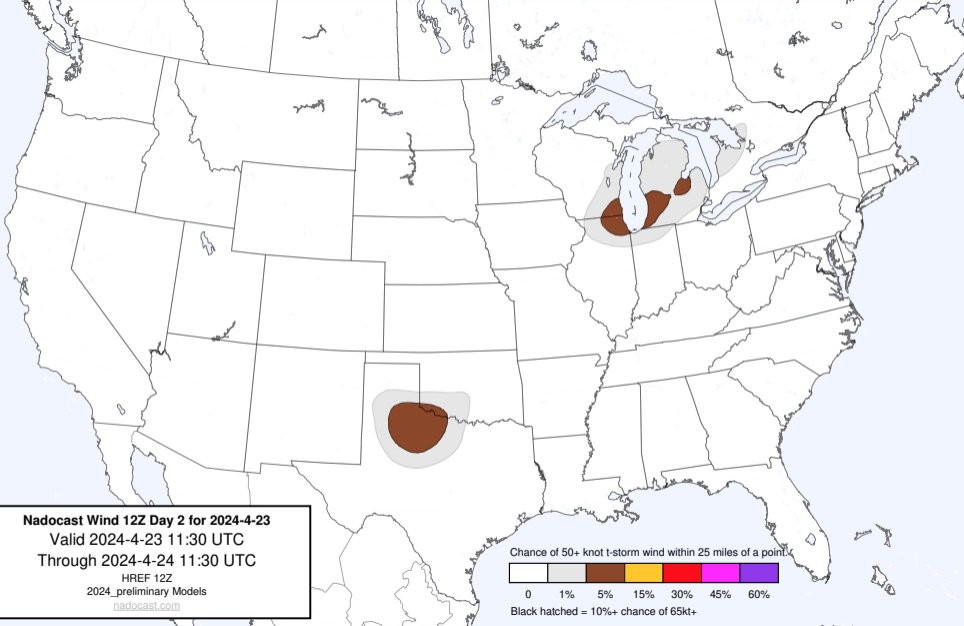 Nadocast Wind 12Z Day 2 for 2024-4-23
Valid 2024-4-23 11:30 UTC
Through 2024-4-24 11:30 UTC
HREF 12Z
2024_preliminary Models
nadocast.com
Chance of 50+ knot t-storm wind within 25 miles of a point.
0 1% 5% 15% 30% 45% 60%
Black hatched = 10%+ chance of 65kt+